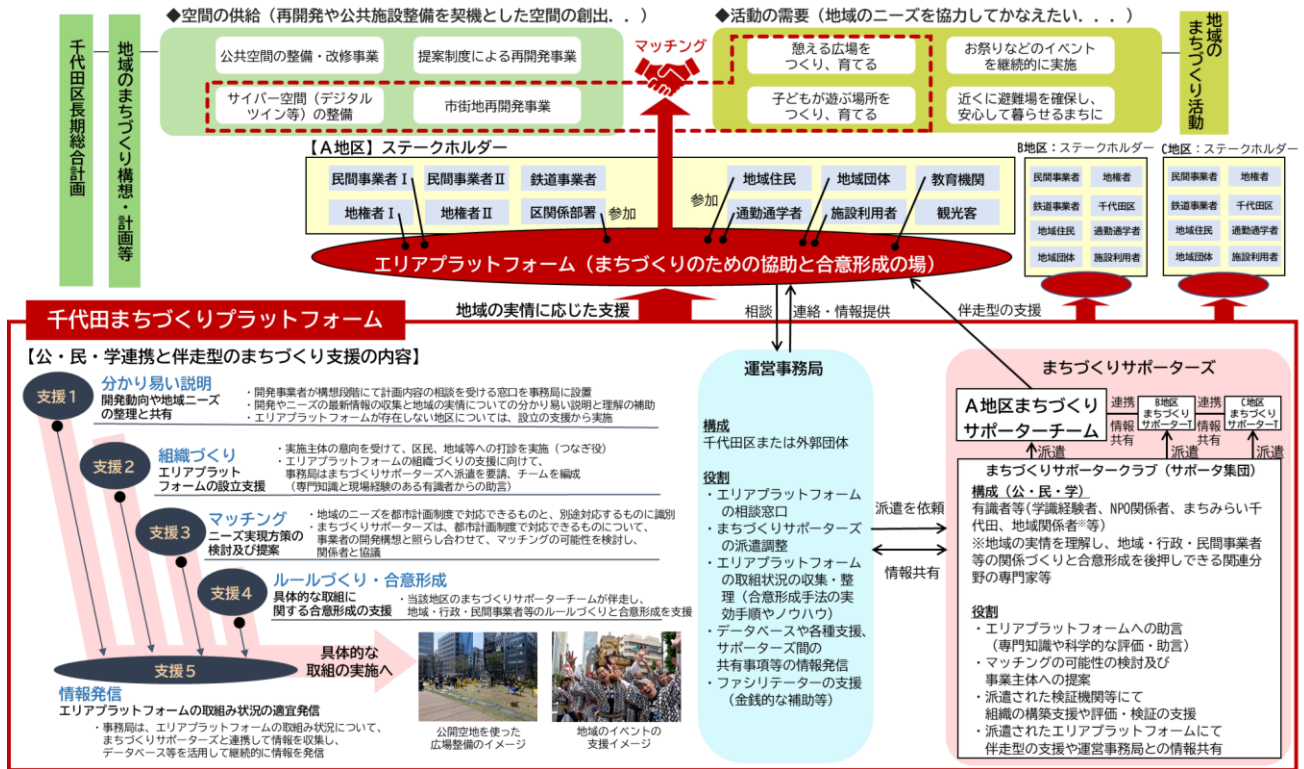 ◆空間の供給（再開発や公共施設整備を契機とした空間の創出．．）
◆活動の需要（地域のニーズを協力してかなえたい．．．．）
千代田区長期総合計画
地域のまちづくり構想・計画等
公共空間の整備・改修事業
提案制度による再開発事業
サイバー空間（デジタル
ツイン等）の整備
市街地再開発事業
マッチング
憩える広場を
つくり、育てる
お祭りなどのイベント
を継続的に実施
子どもが遊ぶ場所を
つくり、育てる
近くに避難場を確保し、
安心して暮らせるまちに
地域の
まちづくり活動
【Ａ地区】ステークホルダー
民間事業者Ⅰ
民間事業者Ⅱ
鉄道事業者
地権者Ⅰ
地権者Ⅱ
区関係部署
参加
参加
地域住民
地域団体
教育機関
通勤通学者
施設利用者
観光客
B地区：ステークホルダー
民間事業者
地権者
鉄道事業者
千代田区
地域住民
通勤通学者
地域団体
施設利用者
C地区：ステークホルダー
民間事業者
地権者
鉄道事業者
千代田区
地域住民
通勤通学者
地域団体
施設利用者
エリアプラットフォーム（まちづくりのための協助と合意形成の場）
千代田まちづくりプラットフォーム
地域の実情に応じた支援
相談
連絡・情報提供
伴走型の支援
【公・民・学連携と伴走型のまちづくり支援の内容】
支援１
分かり易い説明
開発動向や地域ニーズ
の整理と共有
・開発事業者が構想段階にて計画内容の相談を受ける窓口を事務局に設置
・開発やニーズの最新情報の収集と地域の実情についての分かり易い説明と理解の補助
・エリアプラットフォームが存在しない地区については、設立の支援から実施
支援２
組織づくり
エリアプラット
フォームの設立支援
・実施主体の意向を受けて、区民、地域等への打診を実施（つなぎ役）
・エリアプラットフォームの組織づくりの支援に向けて、
事務局はまちづくりサポーターズへ派遣を要請、チームを編成
（専門知識と現場経験のある有識者からの助言）
支援３
マッチング
ニーズ実現方策の
検討及び提案
・地域のニーズを都市計画制度で対応できるものと、別途対応するものに識別
・まちづくりサポーターズは、都市計画制度で対応できるものについて、
事業者の開発構想と照らし合わせて、マッチングの可能性を検討し、
関係者と協議
支援４
ルールづくり・合意形成
具体的な取組に
関する合意形成の支援
・当該地区のまちづくりサポーターチームが伴走し、
地域・行政・民間事業者等のルールづくりと合意形成を支援
支援５
具体的な
取組の実施へ
情報発信
エリアプラットフォームの取組み状況の適宜発信
・事務局は、エリアプラットフォームの取組み状況について、
まちづくりサポーターズと連携して情報を収集し、
データベース等を活用して継続的に情報を発信
公開空地を使った
広場整備のイメージ
地域のイベントの
支援イメージ
運営事務局
構成
千代田区または外郭団体
役割
・エリアプラットフォーム
の相談窓口
・まちづくりサポーターズ
の派遣調整
・エリアプラットフォーム
の取組状況の収集・整
理（合意形成手法の実
効手順やノウハウ）
・データベースや各種支援、
サポーターズ間の
共有事項等の情報発信
・ファシリテーターの支援
（金銭的な補助等）
派遣を依頼
情報共有
まちづくりサポーターズ
Ａ地区まちづくり
サポーターチーム
連携
情報
共有
B地区
まちづくり
サポーターT
連携
情報
共有
C地区
まちづくり
サポーターT
派遣
派遣
派遣
まちづくりサポータークラブ（サポータ集団）
構成（公・民・学）
有識者等（学識経験者、NPO関係者、まちみらい千
代田、地域関係者※等）
※地域の実情を理解し、地域・行政・民間事業者
等の関係づくりと合意形成を後押しできる関連分
野の専門家等
役割
・エリアプラットフォームへの助言
（専門知識や科学的な評価・助言）
・マッチングの可能性の検討及び
事業主体への提案
・派遣された検証機関等にて
組織の構築支援や評価・検証の支援
・派遣されたエリアプラットフォームにて
伴走型の支援や運営事務局との情報共有